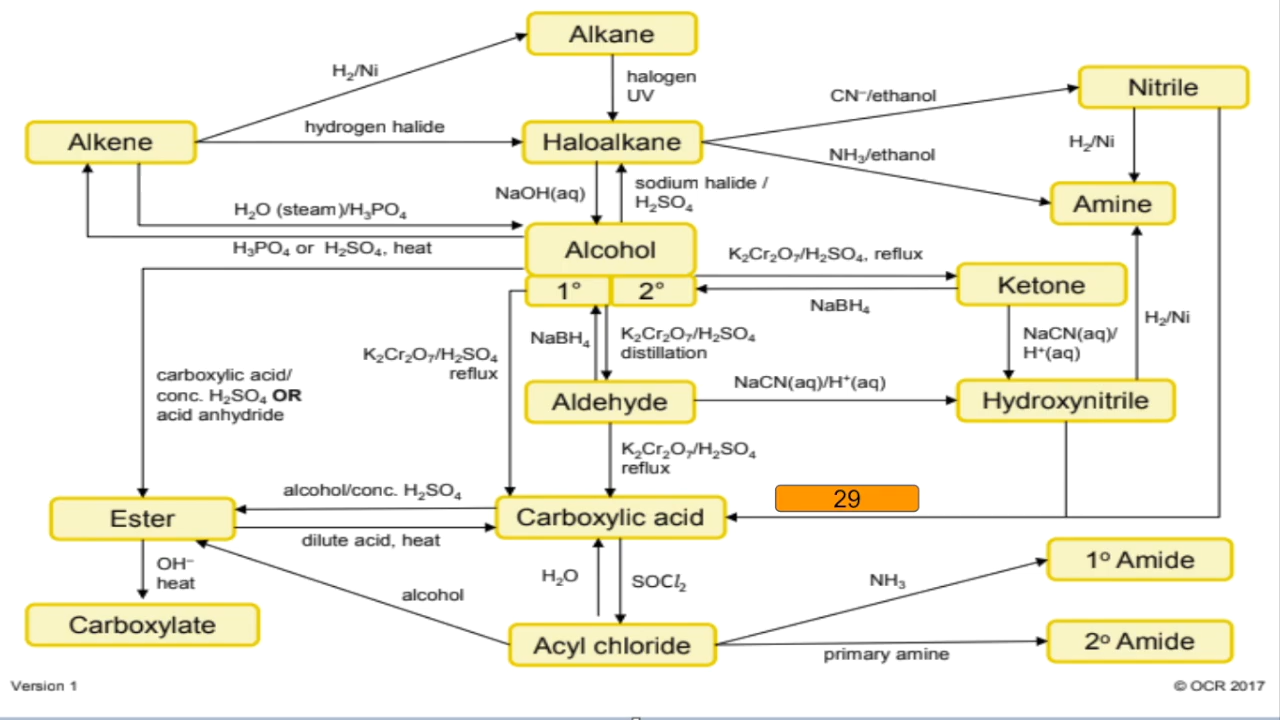 Alkane
H₂/Ni
halogen
UV
Nitrile
CN⁻/ethanol
Alkene
hydrogen halide
Haloalkane
NH₃/ethanol
H₂/Ni
NaOH(aq)
sodium halide /
H₂SO₄
Amine
H₂O (steam)/H₃PO₄
H₃PO₄ or H₂SO₄, heat
Alcohol
1° 2°
K₂Cr₂O₇/H₂SO₄, reflux
Ketone
NaBH₄
H₂/Ni
NaBH₄
K₂Cr₂O₇/H₂SO₄
distillation
K₂Cr₂O₇/H₂SO₄
reflux
NaCN(aq)/
H⁺(aq)
carboxylic acid/
conc. H₂SO₄ OR
acid anhydride
Aldehyde
NaCN(aq)/H⁺(aq)
Hydroxynitrile
K₂Cr₂O₇/H₂SO₄
reflux
alcohol/conc. H₂SO₄
29
Ester
Carboxylic acid
dilute acid, heat
OH⁻
heat
H₂O
SOCl₂
NH₃
1° Amide
alcohol
Carboxylate
Acyl chloride
primary amine
2° Amide
Version 1
© OCR 2017